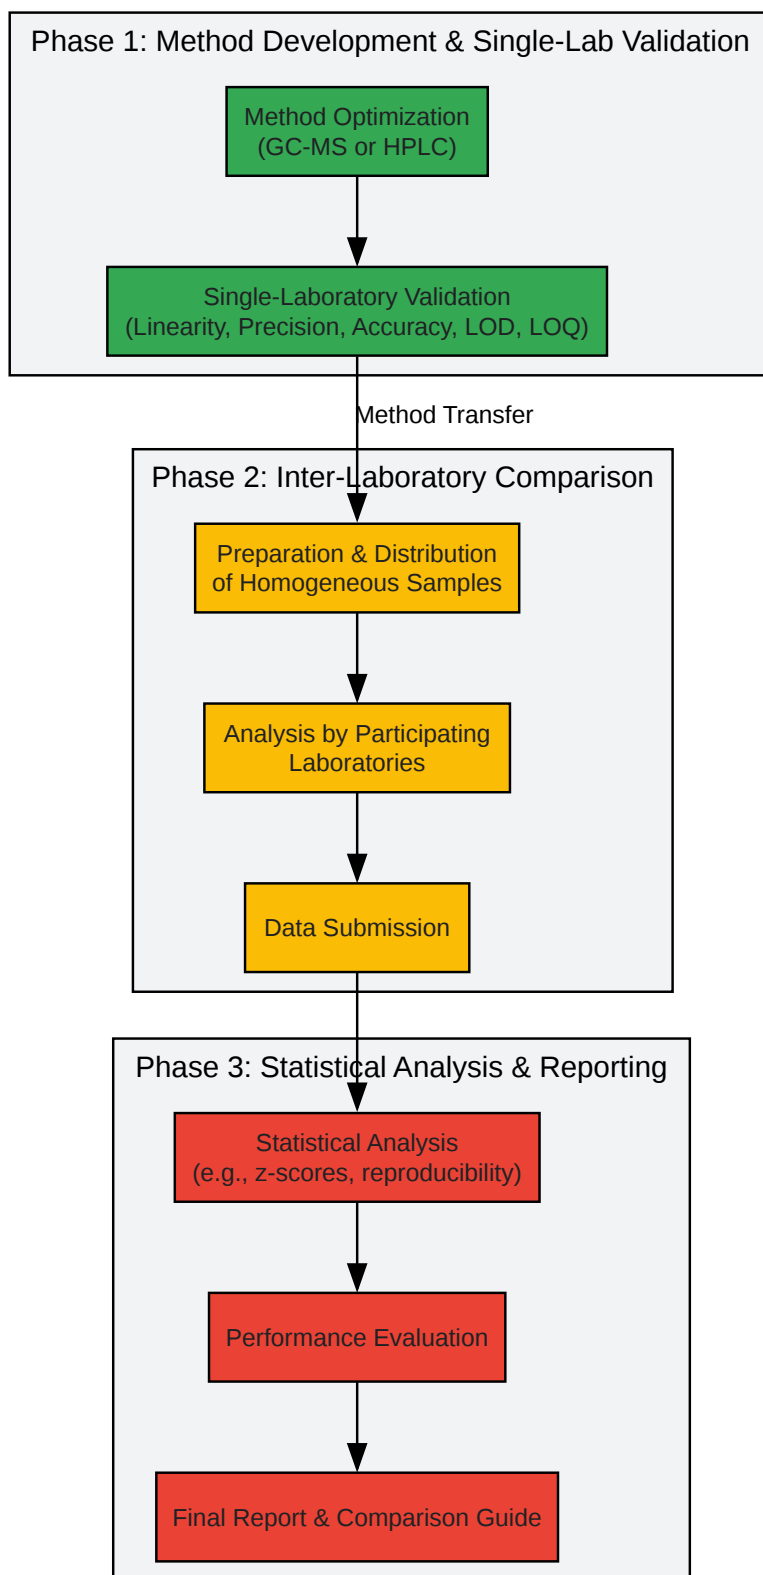 Phase 1: Method Development & Single-Lab Validation
Method Optimization
(GC-MS or HPLC)
Single-Laboratory Validation
(Linearity, Precision, Accuracy, LOD, LOQ)
Method Transfer
Phase 2: Inter-Laboratory Comparison
Preparation & Distribution
of Homogeneous Samples
Analysis by Participating
Laboratories
Data Submission
Phase 3: Statistical Analysis & Reporting
Statistical Analysis
(e.g., z-scores, reproducibility)
Performance Evaluation
Final Report & Comparison Guide